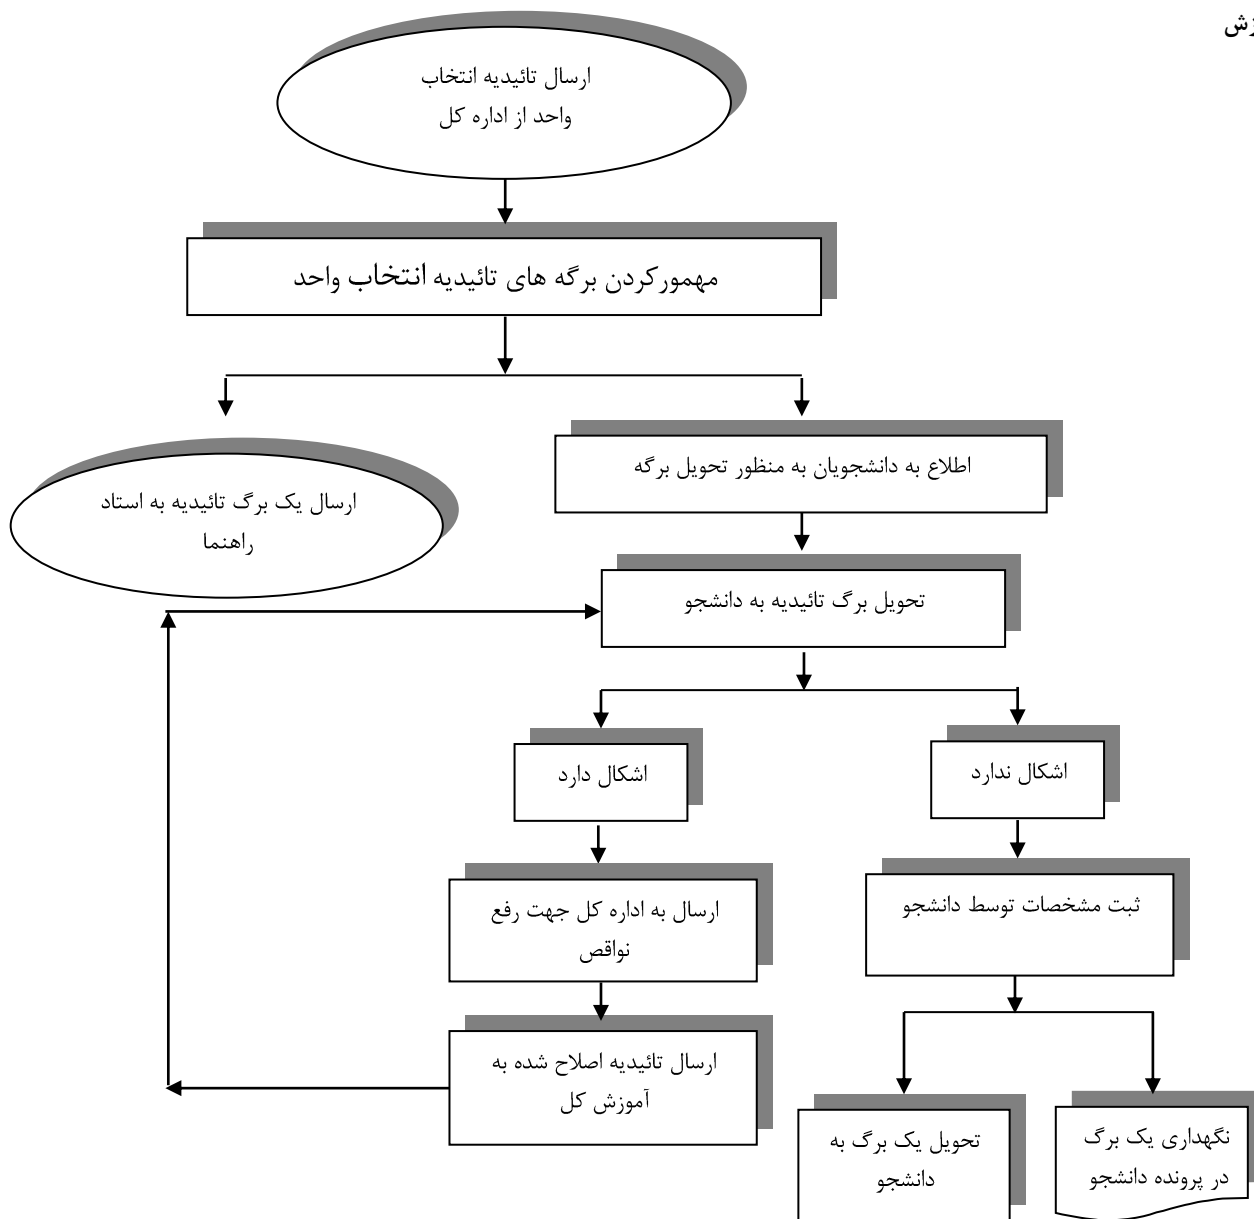 ارسال تائیدیه انتخاب
واحد از اداره کل
مهمورکردن برگه های تائیدیه انتخاب واحد
اطلاع به دانشجویان به منظور تحویل برگه
ارسال یک برگ تائیدیه به استاد
راهنما
تحویل برگ تائیدیه به دانشجو
اشکال ندارد
اشکال دارد
ثبت مشخصات توسط دانشجو
ارسال به اداره کل جهت رفع
نواقص
ارسال تائیدیه اصلاح شده به
آموزش کل
نگهداری یک برگ
در پرونده دانشجو
تحویل یک برگ به
دانشجو